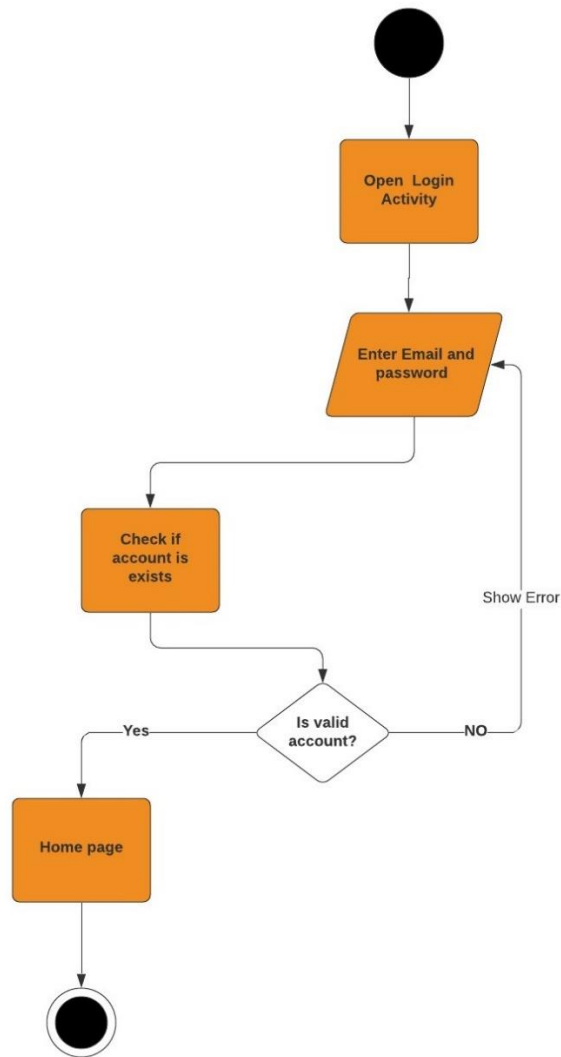 Open Login
Activity
Enter Email and
password
Check if
account is
exists
Show Error
Is valid
account?
Yes
NO
Home page